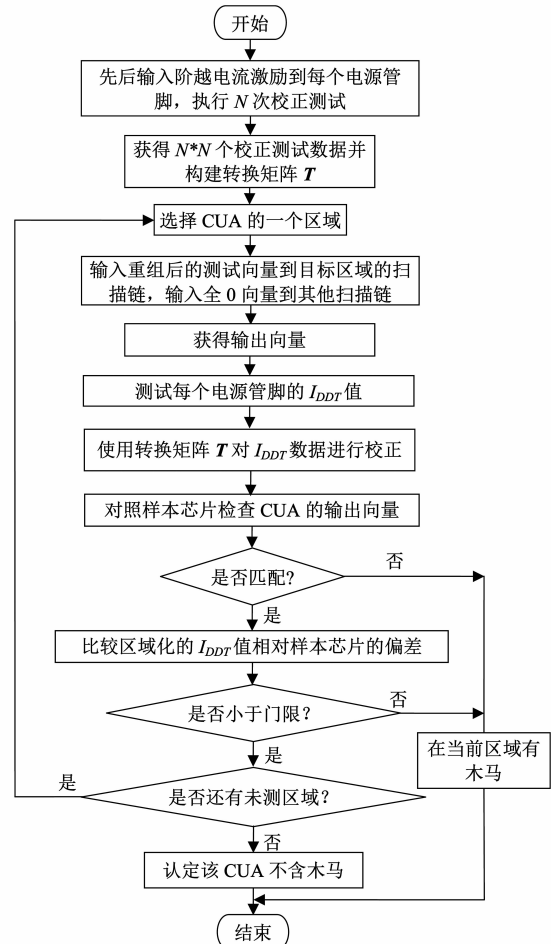 开始
先后输入阶越电流激励到每个电源管
脚，执行 N 次校正测试
获得 N*N 个校正测试数据并
构建转换矩阵 T
选择 CUA 的一个区域
输入重组后的测试向量到目标区域的扫
描链，输入全 0 向量到其他扫描链
获得输出向量
测试每个电源管脚的 IDDT 值
使用转换矩阵 T 对 IDDT 数据进行校正
对照样本芯片检查 CUA 的输出向量
是否匹配？
否
是
比较区域化的 IDDT 值相对样本芯片的偏差
是否小于门限？
否
是
在当前区域有
木马
是否还有未测区域？
是
否
认定该 CUA 不含木马
结束